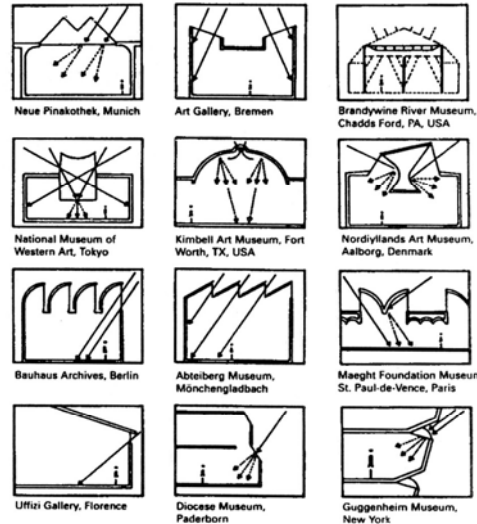 Neue Pinakothek, Munich
Art Gallery, Bremen
Brandywine River Museum,
Chadds Ford, PA, USA
National Museum of
Western Art, Tokyo
Kimbell Art Museum, Fort
Worth, TX, USA
Nordiyllands Art Museum,
Aalborg, Denmark
Bauhaus Archives, Berlin
Abteiberg Museum,
Mönchengladbach
Maeght Foundation Museum
St. Paul-de-Vence, Paris
Uffizi Gallery, Florence
Diocese Museum,
Paderborn
Guggenheim Museum,
New York